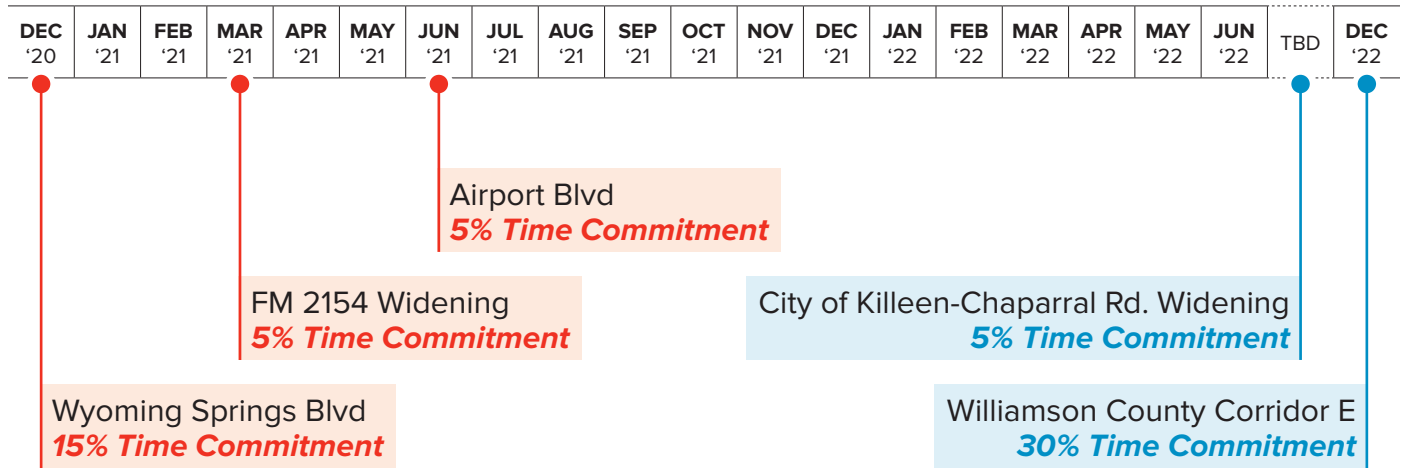 DEC JAN FEB MAR APR MAY JUN JUL AUG SEP OCT NOV DEC JAN FEB MAR APR MAY JUN TBD DEC
‘20 ‘21 ‘21 ‘21 ‘21 ‘21 ‘21 ‘21 ‘21 ‘21 ‘21 ‘21 ‘21 ‘22 ‘22 ‘22 ‘22 ‘22 ‘22 ‘22
Airport Blvd
5% Time Commitment
FM 2154 Widening
5% Time Commitment
City of Killeen-Chaparral Rd. Widening
5% Time Commitment
Wyoming Springs Blvd
15% Time Commitment
Williamson County Corridor E
30% Time Commitment